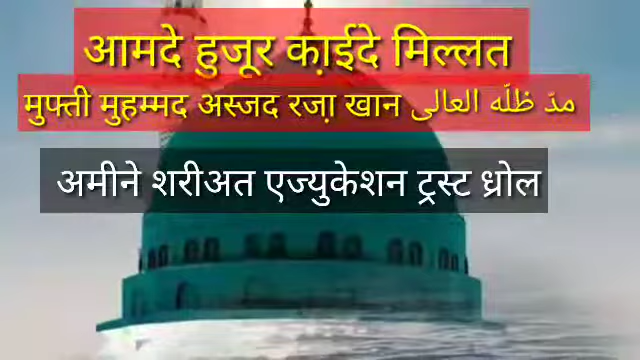 आमदे हुजूर क़ाईदे मिल्लत
मुफ्ती मुहम्मद अस्जद रज़ा खान مدّ ظلّه العالی
अमीने शरीअत एज्युकेशन ट्रस्ट ध्रोल